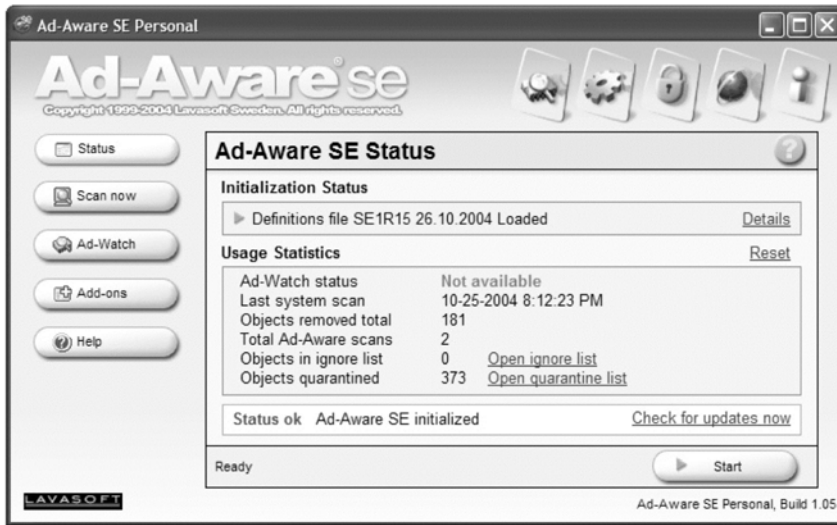 Ad-Aware SE Personal
Ad-Aware® se
Copyright 1999-2004 Lavasoft Sweden. All rights reserved.
Status
Scan now
Ad-Watch
Add-ons
Help
Ad-Aware SE Status
Initialization Status
Definitions file SE1R15 26.10.2004 Loaded Details
Usage Statistics Reset
Ad-Watch status Not available
Last system scan 10-25-2004 8:12:23 PM
Objects removed total 181
Total Ad-Aware scans 2
Objects in ignore list 0 Open ignore list
Objects quarantined 373 Open quarantine list
Status ok Ad-Aware SE initialized Check for updates now
Ready Start
LAVASOFT
Ad-Aware SE Personal, Build 1.05